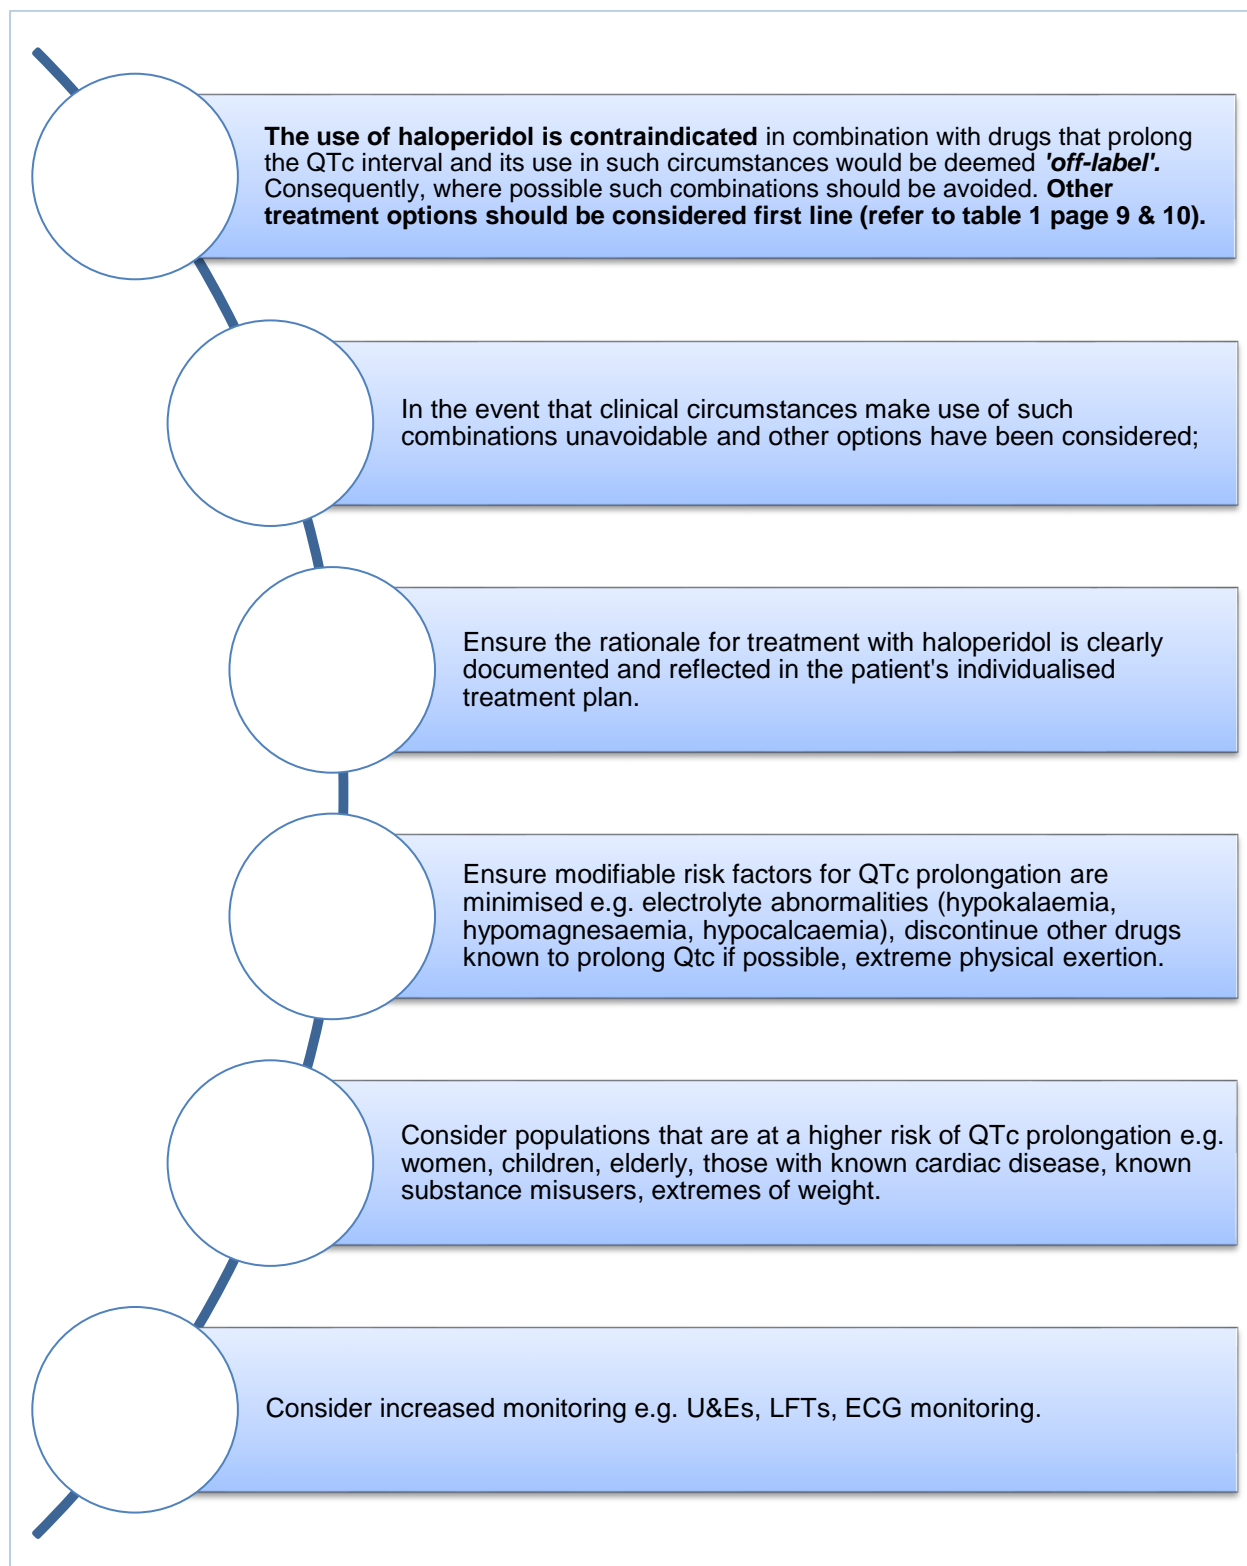 The use of haloperidol is contraindicated in combination with drugs that prolong
the QTc interval and its use in such circumstances would be deemed 'off-label'.
Consequently, where possible such combinations should be avoided. Other
treatment options should be considered first line (refer to table 1 page 9 & 10).
In the event that clinical circumstances make use of such
combinations unavoidable and other options have been considered;
Ensure the rationale for treatment with haloperidol is clearly
documented and reflected in the patient's individualised
treatment plan.
Ensure modifiable risk factors for QTc prolongation are
minimised e.g. electrolyte abnormalities (hypokalaemia,
hypomagnesaemia, hypocalcaemia), discontinue other drugs
known to prolong Qtc if possible, extreme physical exertion.
Consider populations that are at a higher risk of QTc prolongation e.g.
women, children, elderly, those with known cardiac disease, known
substance misusers, extremes of weight.
Consider increased monitoring e.g. U&Es, LFTs, ECG monitoring.